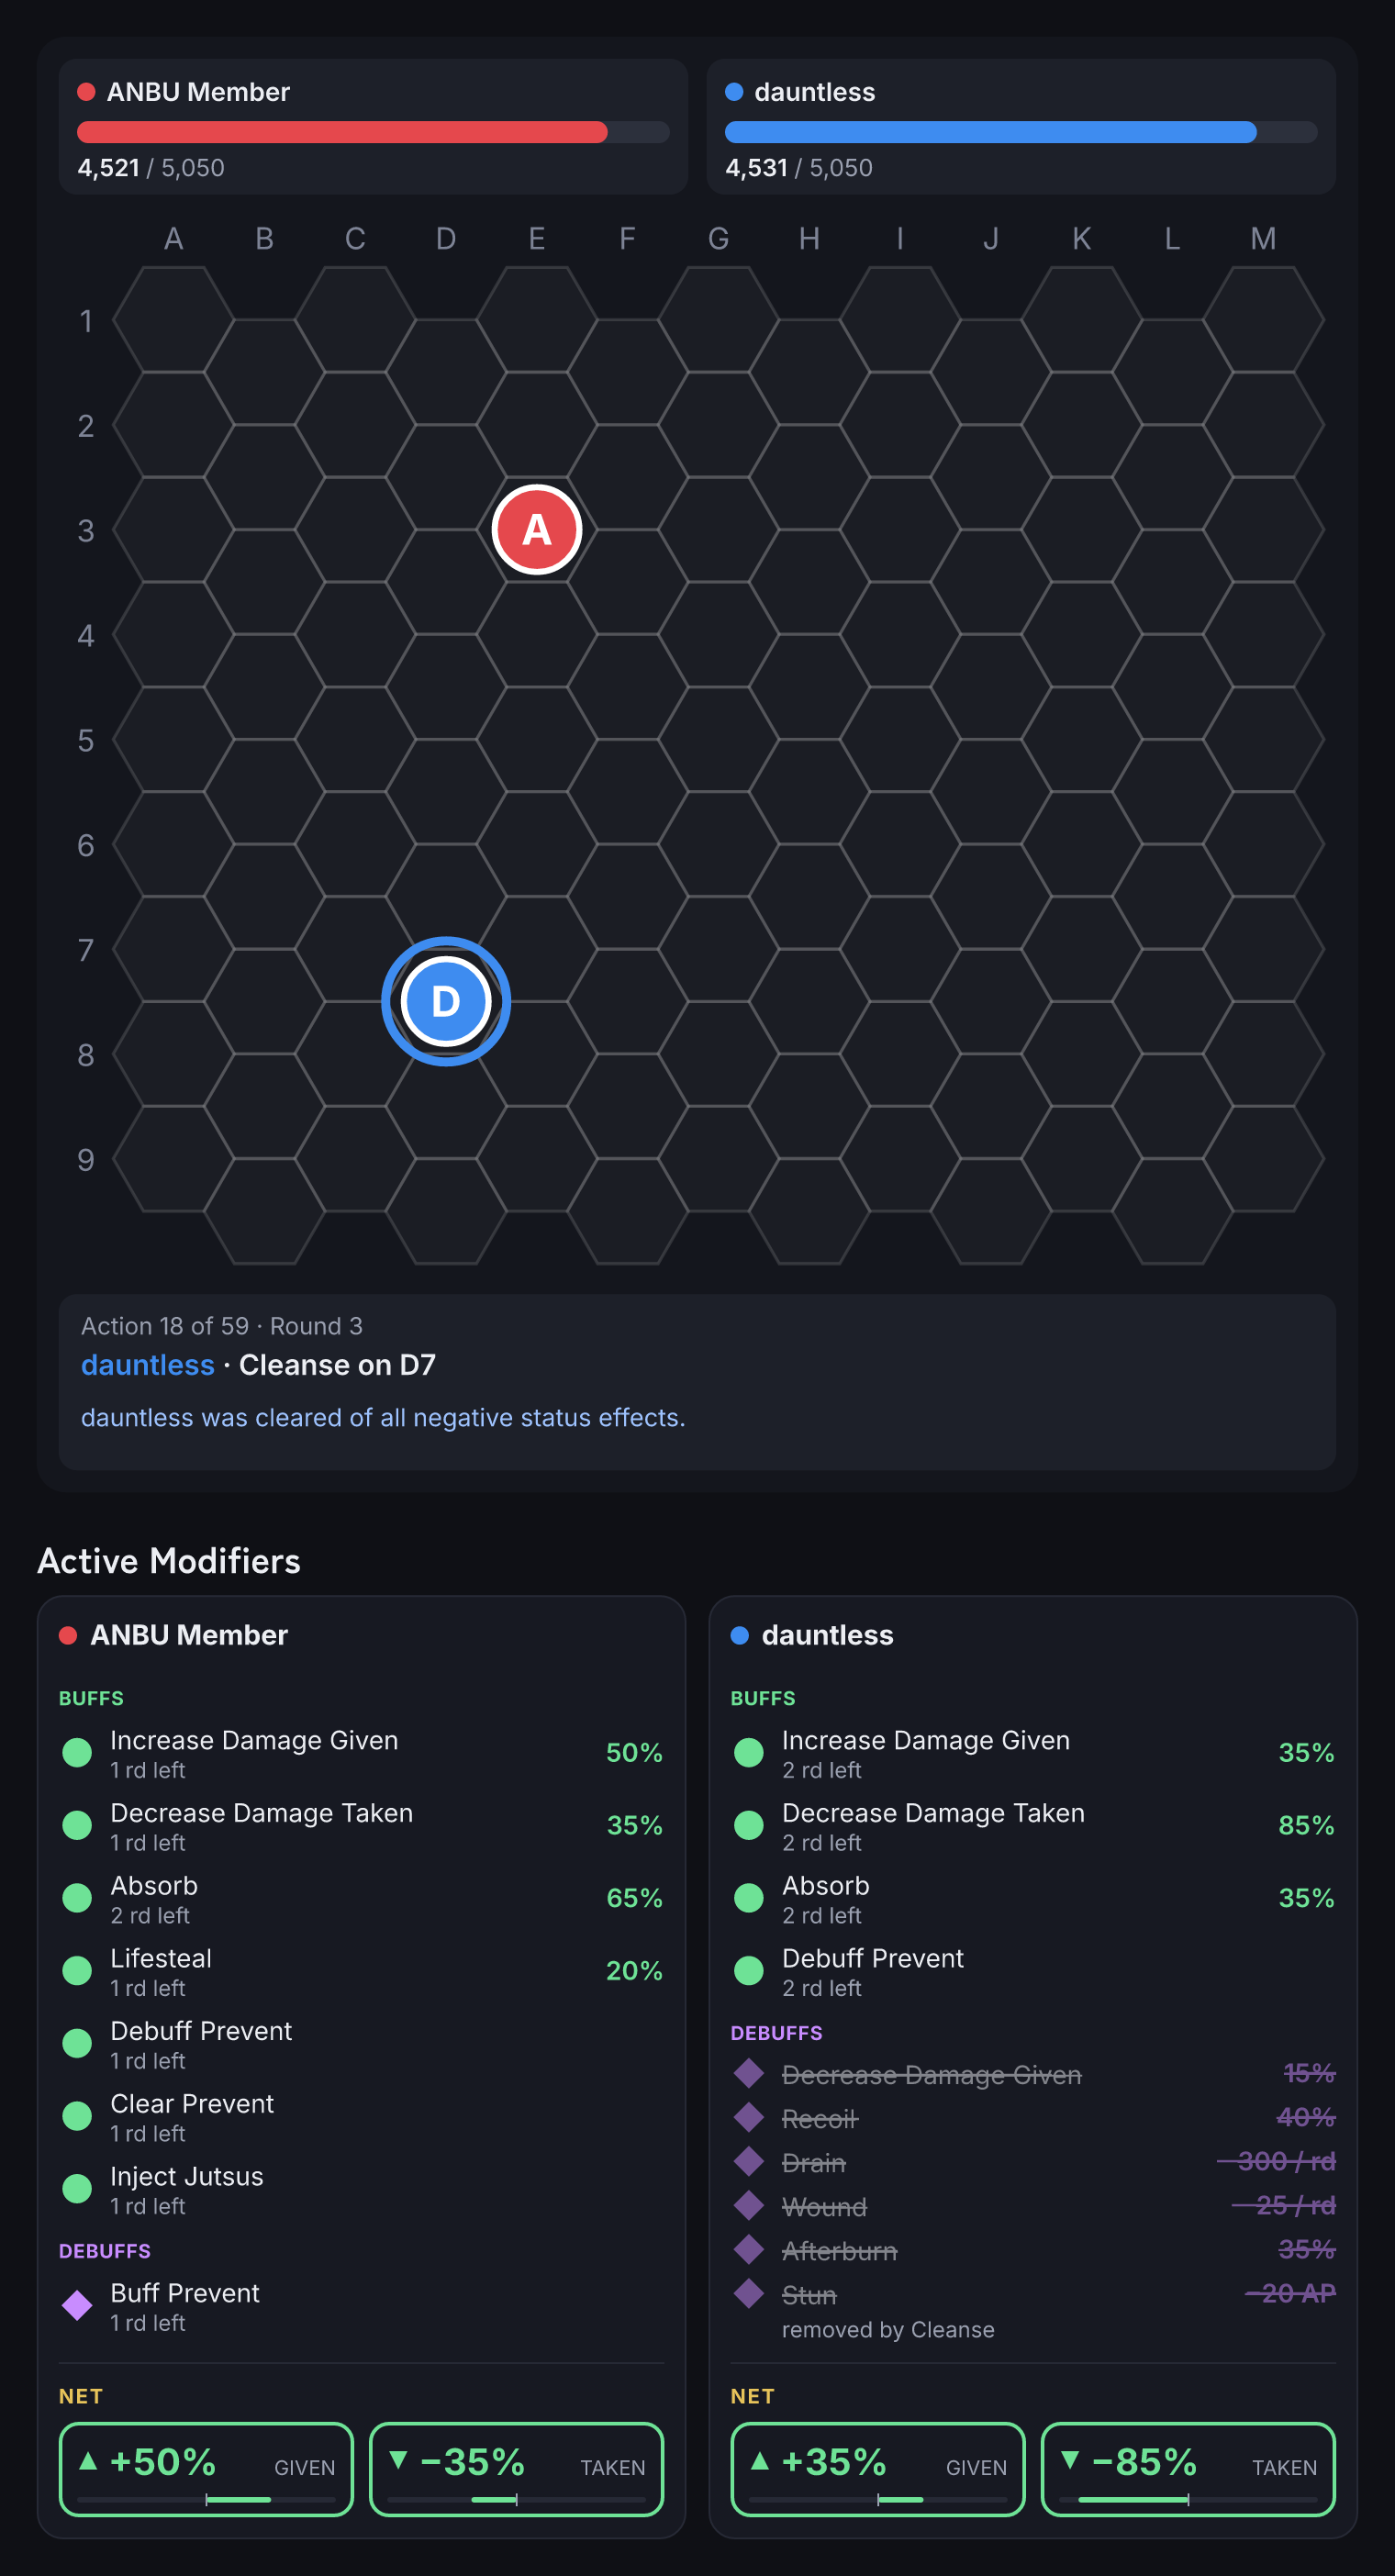 ANBU Member
4,521 / 5,050
dauntless
4,531 / 5,050
A B C D E F G H I J K L M
1
2
3
A
4
5
6
7
D
8
9
Action 18 of 59 · Round 3
dauntless · Cleanse on D7
dauntless was cleared of all negative status effects.
Active Modifiers
ANBU Member
BUFFS
Increase Damage Given 50%
1 rd left
Decrease Damage Taken 35%
1 rd left
Absorb 65%
2 rd left
Lifesteal 20%
1 rd left
Debuff Prevent
1 rd left
Clear Prevent
1 rd left
Inject Jutsus
1 rd left
DEBUFFS
Buff Prevent
1 rd left
NET
▲ +50% GIVEN
▼ −35% TAKEN
dauntless
BUFFS
Increase Damage Given 35%
2 rd left
Decrease Damage Taken 85%
2 rd left
Absorb 35%
2 rd left
Debuff Prevent
2 rd left
DEBUFFS
Decrease Damage Given 15%
Recoil 40%
Drain −300 / rd
Wound −25 / rd
Afterburn 35%
Stun −20 AP
removed by Cleanse
NET
▲ +35% GIVEN
▼ −85% TAKEN